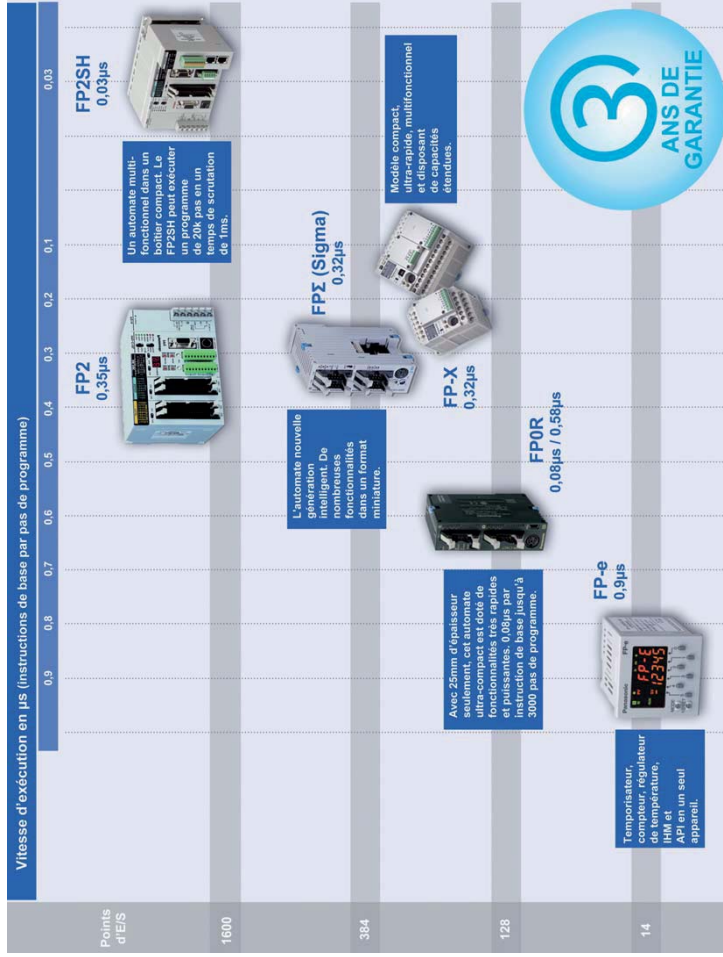 Vitesse d'exécution en µs (instructions de base par pas de programme)
0,9
0,8
0,7
0,6
0,5
0,4
0,3
0,2
0,1
0,03
Points
d'E/S
1600
384
128
14
FP2
0,35µs
Un automate multi-
fonctionnel dans un
boîtier compact. Le
FP2SH peut exécuter
un programme
de 20k pas en un
temps de scrutation
de 1ms.
FP2SH
0,03µs
L'automate nouvelle
génération
intelligent. De
nombreuses
fonctionnalités
dans un format
miniature.
FPΣ (Sigma)
0,32µs
FP-X
0,32µs
Modèle compact,
ultra-rapide, multifonctionnel
et disposant
de capacités
étendues.
Avec 25mm d'épaisseur
seulement, cet automate
ultra-compact est doté de
fonctionnalités très rapides
et puissantes. 0,08µs par
instruction de base jusqu'à
3000 pas de programme.
FP0R
0,08µs / 0,58µs
Temporisateur,
compteur, régulateur
de température,
IHM et
API en un seul
appareil.
FP-e
0,9µs
Panasonic
FP-e
FP-E
12345
3
ANS DE
GARANTIE